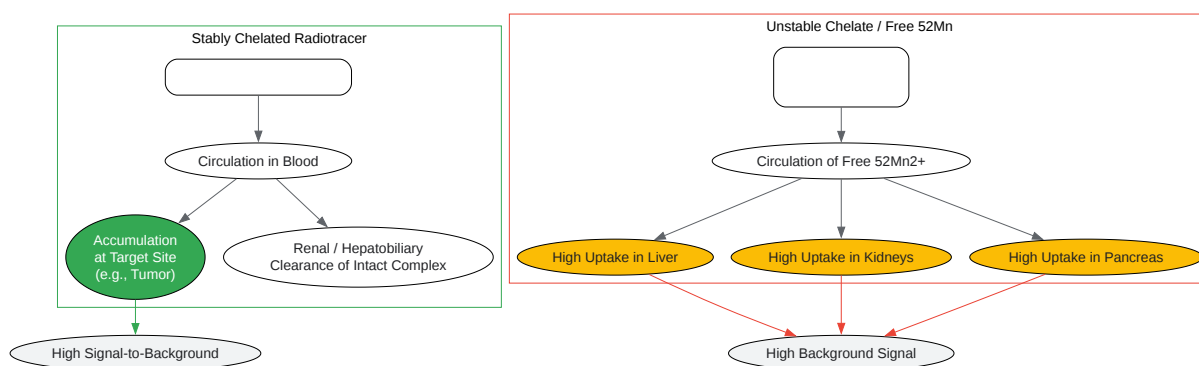 Stably Chelated Radiotracer
Circulation in Blood
Accumulation
at Target Site
(e.g., Tumor)
Renal / Hepatobiliary
Clearance of Intact Complex
High Signal-to-Background
Unstable Chelate / Free 52Mn
Circulation of Free 52Mn2+
High Uptake in Liver
High Uptake in Kidneys
High Uptake in Pancreas
High Background Signal